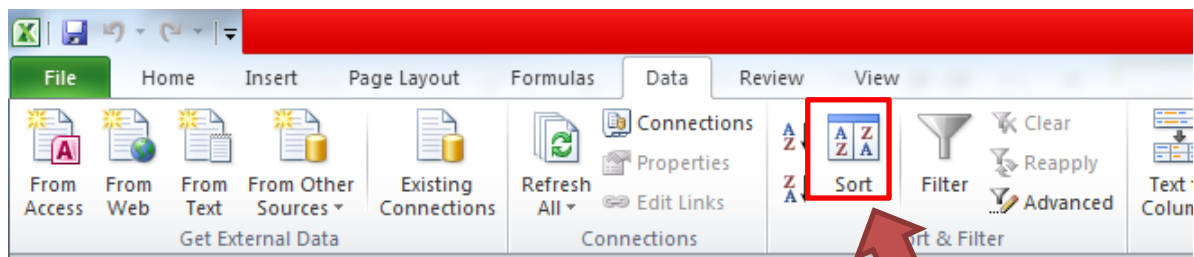 File Home Insert Page Layout Formulas Data Review View
From Access
From Web
From Text
From Other Sources
Existing Connections
Get External Data
Refresh All
Connections
Properties
Edit Links
Connections
A Z
Z A
A Z
Z A
Sort
Filter
Clear
Reapply
Advanced
& Filter
Text